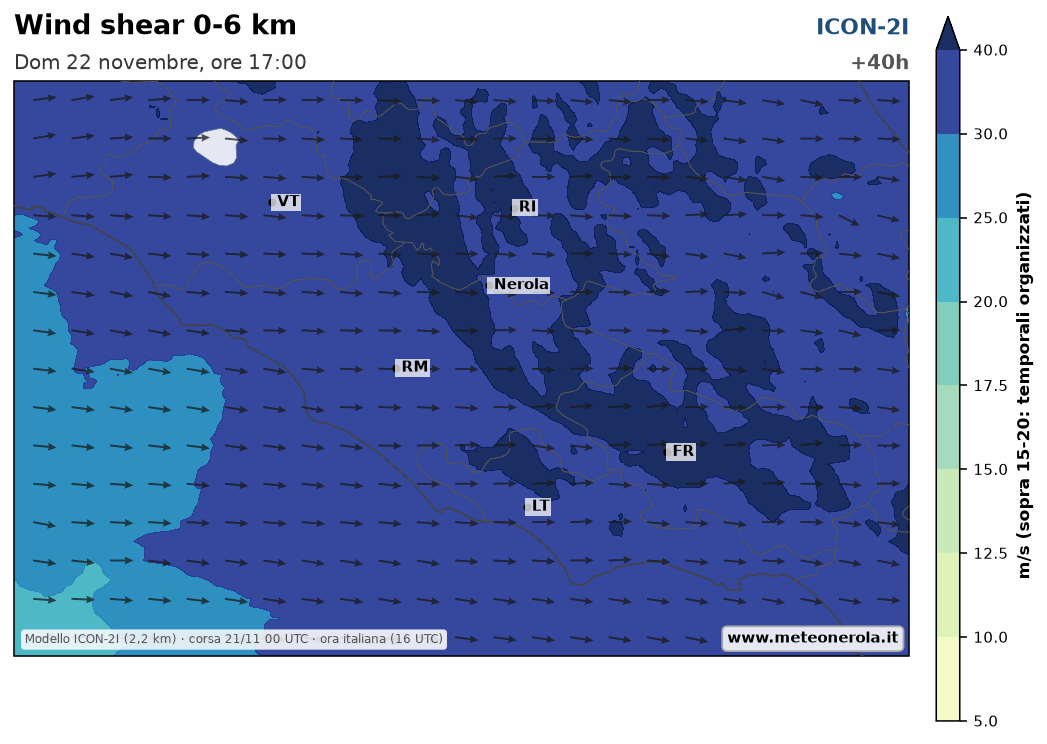 Wind shear 0-6 km
ICON-2I
Dom 22 novembre, ore 17:00
+40h
VT
RI
Nerola
RM
FR
LT
Modello ICON-2I (2,2 km) · corsa 21/11 00 UTC · ora italiana (16 UTC)
www.meteonerola.it
40.0
30.0
25.0
20.0
17.5
15.0
12.5
10.0
5.0
m/s (sopra 15-20: temporali organizzati)